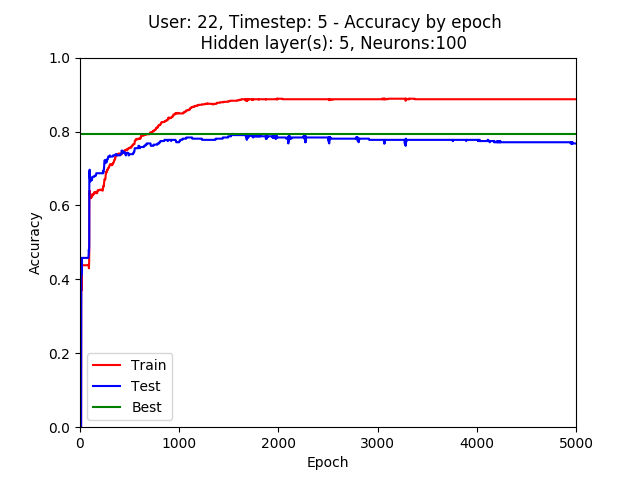 User: 22, Timestep: 5 - Accuracy by epoch
Hidden layer(s): 5, Neurons:100
1.0
0.8
0.6
0.4
0.2
0.0
Accuracy
Train
Test
Best
0 1000 2000 3000 4000 5000
Epoch